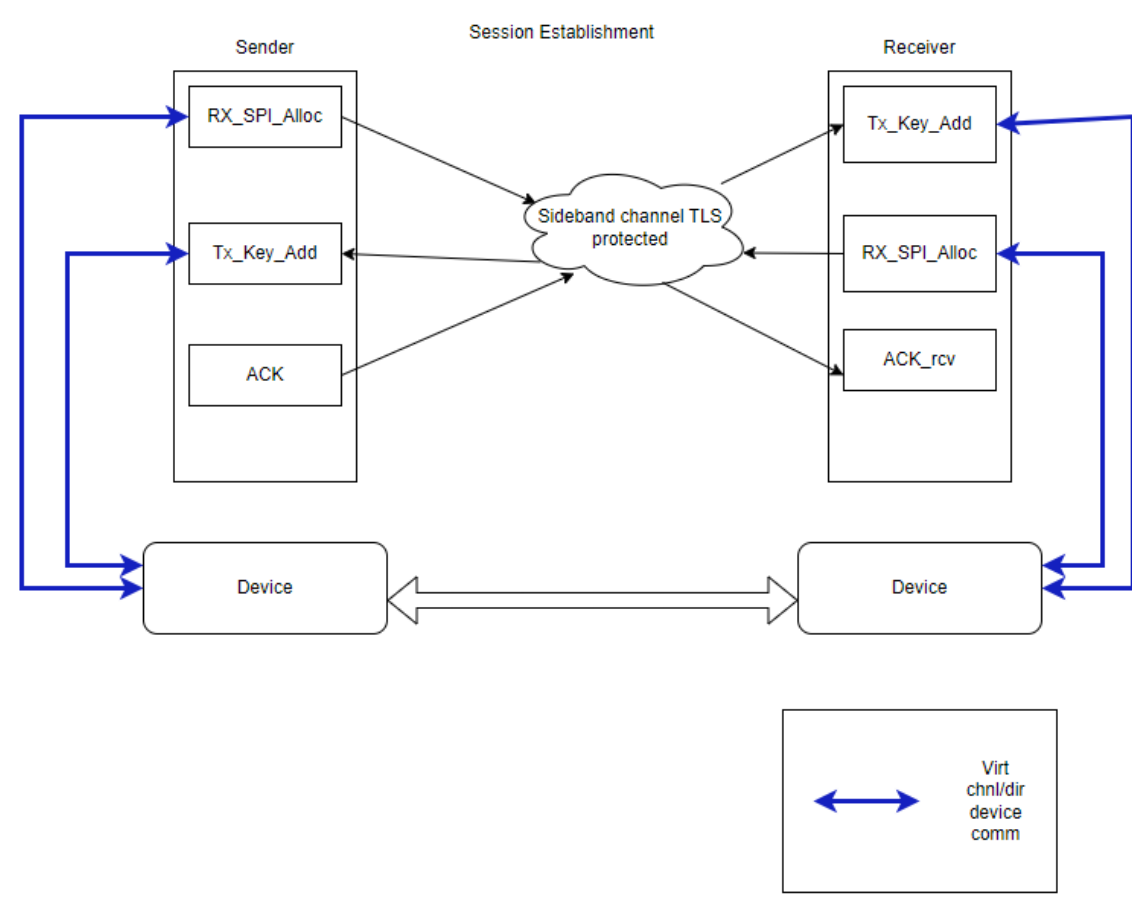 Session Establishment
Sender
Receiver
RX_SPI_Alloc
Tx_Key_Add
Sideband channel TLS
protected
Tx_Key_Add
RX_SPI_Alloc
ACK
ACK_rcv
Device
Device
Virt
chnl/dir
device
comm